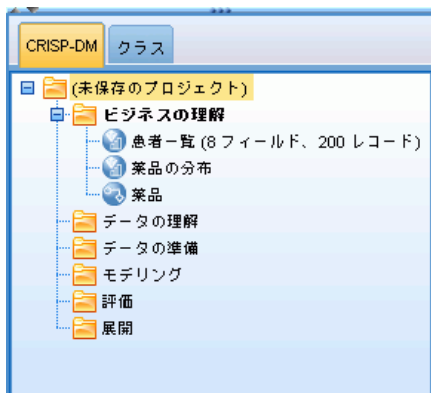 CRISP-DM クラス
(未保存のプロジェクト)
ビジネスの理解
患者一覧 (8 フィールド、200 レコード)
薬品の分布
薬品
データの理解
データの準備
モデリング
評価
展開